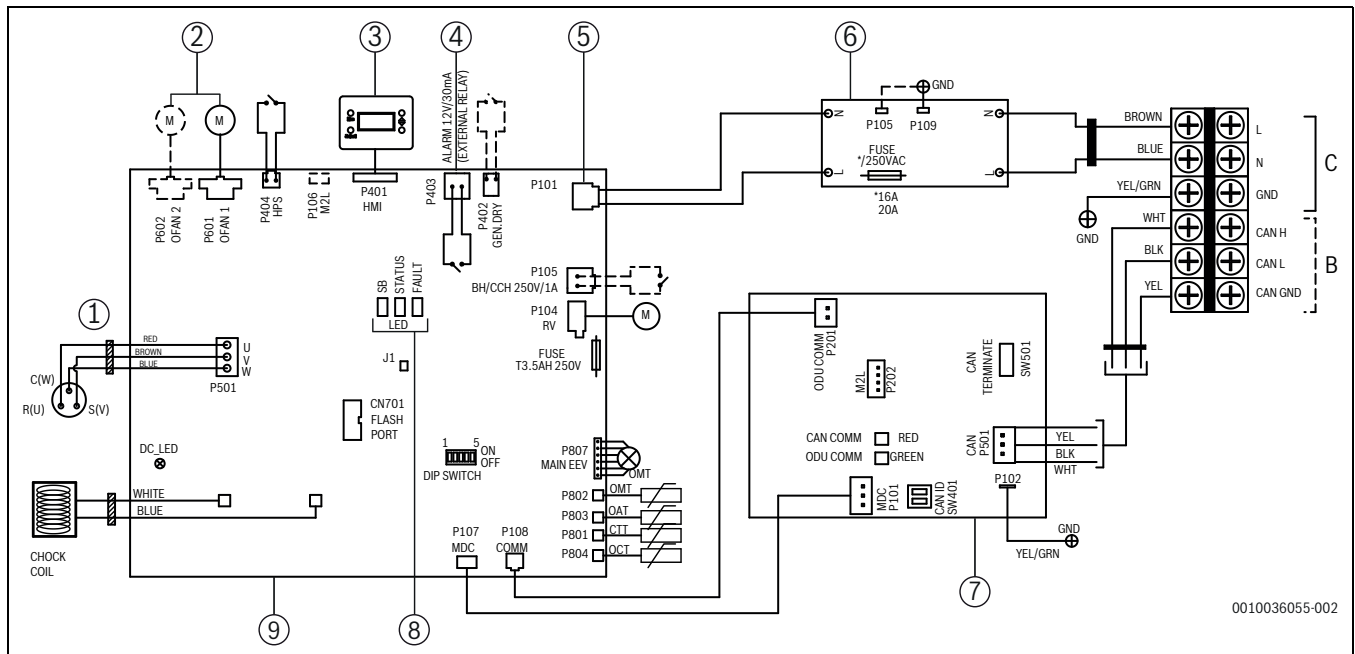 2
3
4
5
6
M
M
ALARM 12V/30mA
(EXTERNAL RELAY)
GND
N
P105
P109
N
FUSE
*/250VAC
L
L
*16A
20A
BROWN
L
BLUE
N
YEL/GRN
GND
C
GND
WHT
CAN H
BLK
CAN L
B
YEL
CAN GND
P602
OFAN 2
P601
OFAN 1
P404
HPS
P106
M2L
P401
HMI
P403
P402
GEN.DRY
P101
P105
BH/CCH 250V/1A
P104
RV
M
FUSE
T3.5AH 250V
SB
STATUS
FAULT
LED
J1
1
RED
BROWN
BLUE
U
V
W
P501
C(W)
R(U)
S(V)
CN701
FLASH
PORT
DC_LED
1
5
ON
OFF
DIP SWITCH
P807
MAIN EEV
OMT
P802
OMT
P803
OAT
P801
CTT
P804
OCT
WHITE
BLUE
CHOCK
COIL
P107
MDC
P108
COMM
ODU COMM
P201
M2L
P202
CAN
TERMINATE
SW501
CAN COMM
RED
ODU COMM
GREEN
CAN
P501
YEL
BLK
WHT
MDC
P101
CAN ID
SW401
P102
GND
YEL/GRN
9
8
7
0010036055-002